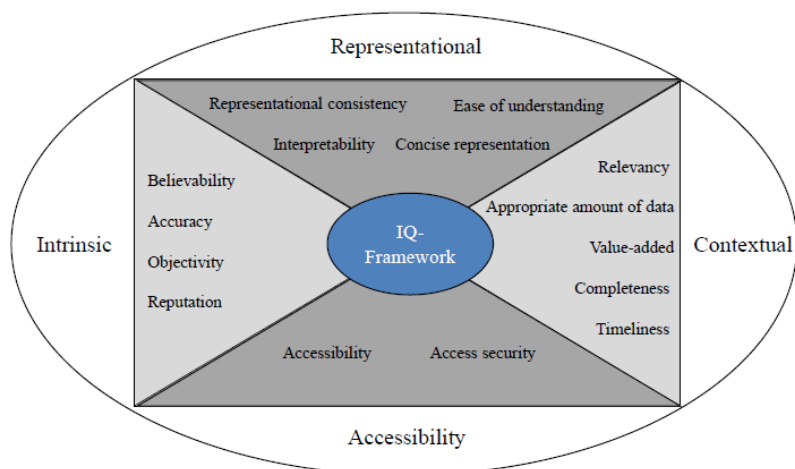 Representational
Representational consistency
Ease of understanding
Interpretability
Concise representation
Believability
Accuracy
Objectivity
Reputation
Intrinsic
IQ-
Framework
Relevancy
Appropriate amount of data
Value-added
Completeness
Timeliness
Contextual
Accessibility
Access security
Accessibility